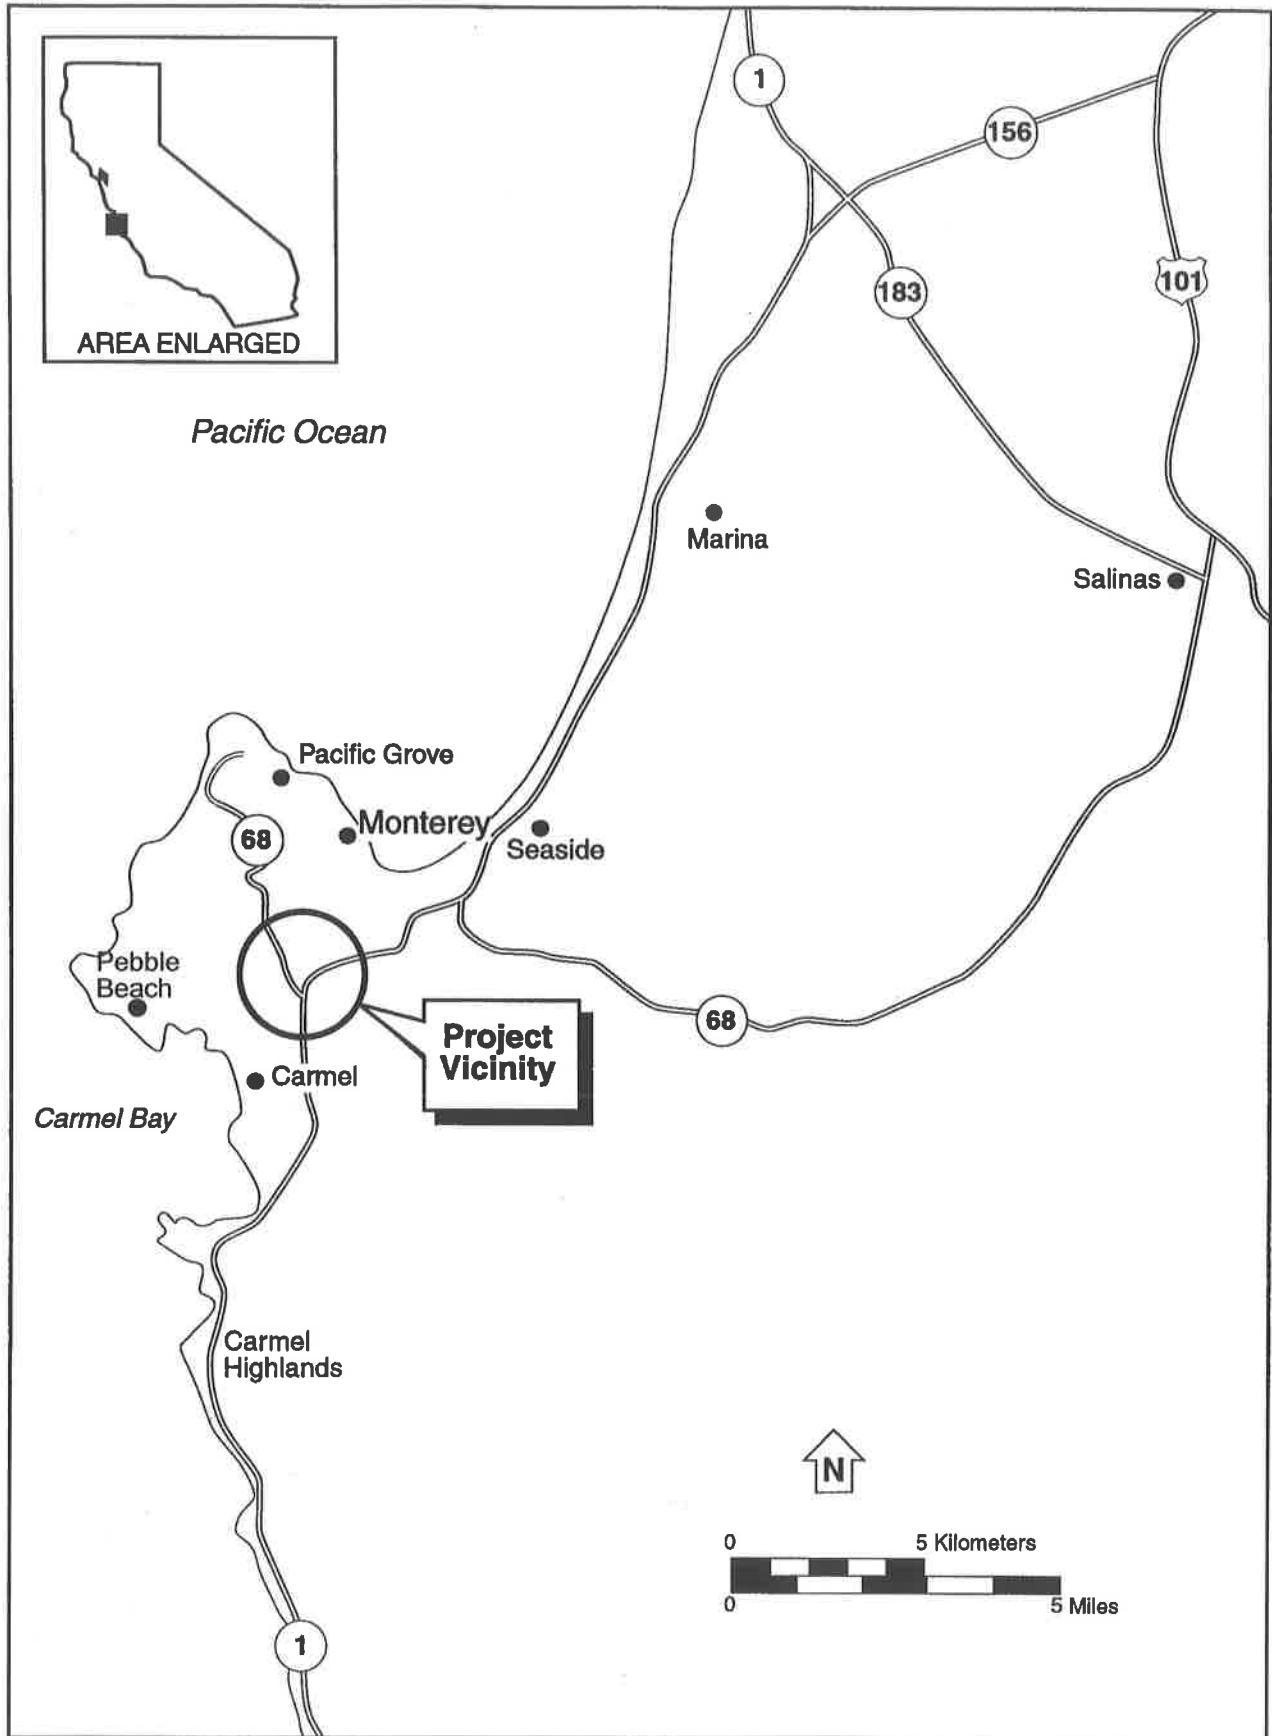 1
156
AREA ENLARGED
183
101
Pacific Ocean
Marina
Salinas
Pacific Grove
Monterey
68
Seaside
Pebble
Beach
Project
Vicinity
68
Carmel
Carmel Bay
Carmel
Highlands
N
0
5 Kilometers
0
5 Miles
1